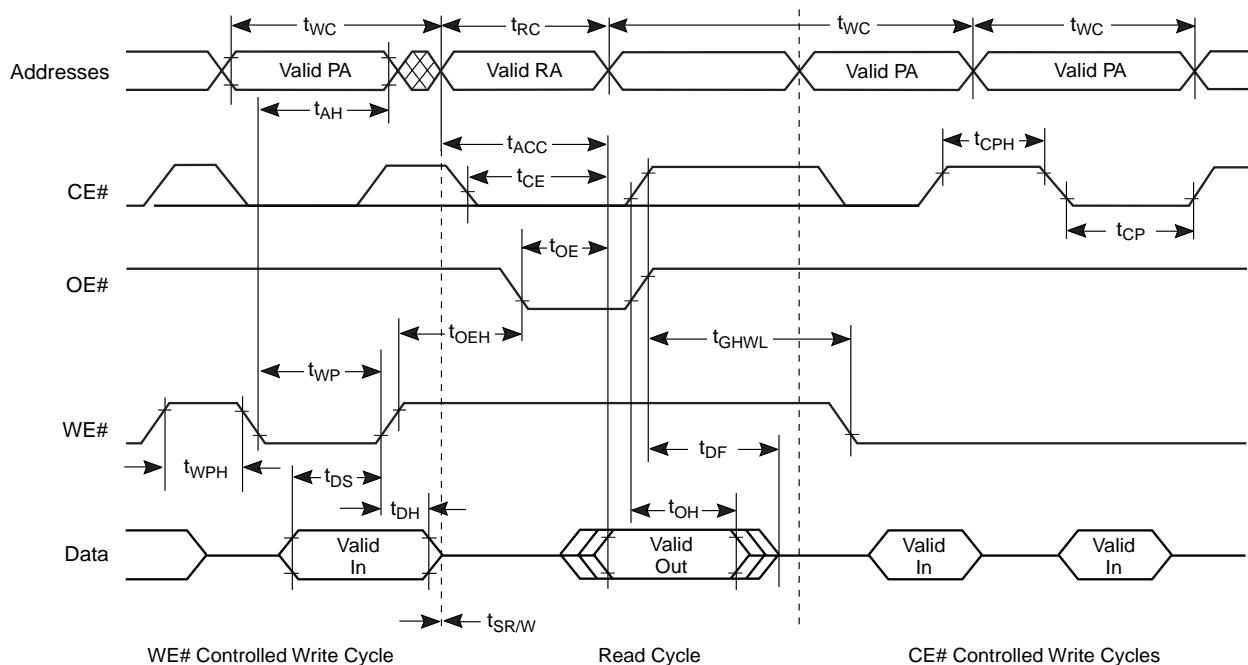 tWC tRC tWC tWC
Addresses Valid PA Valid RA Valid PA Valid PA
tAH
tACC tCPH
CE# tCE
tOE tCP
OE#
tOEH tGHWL
tWP
WE#
tDF
tWPH tDS
tDH tOH
Data Valid In Valid Out Valid In Valid In
tSR/W
WE# Controlled Write Cycle Read Cycle CE# Controlled Write Cycles